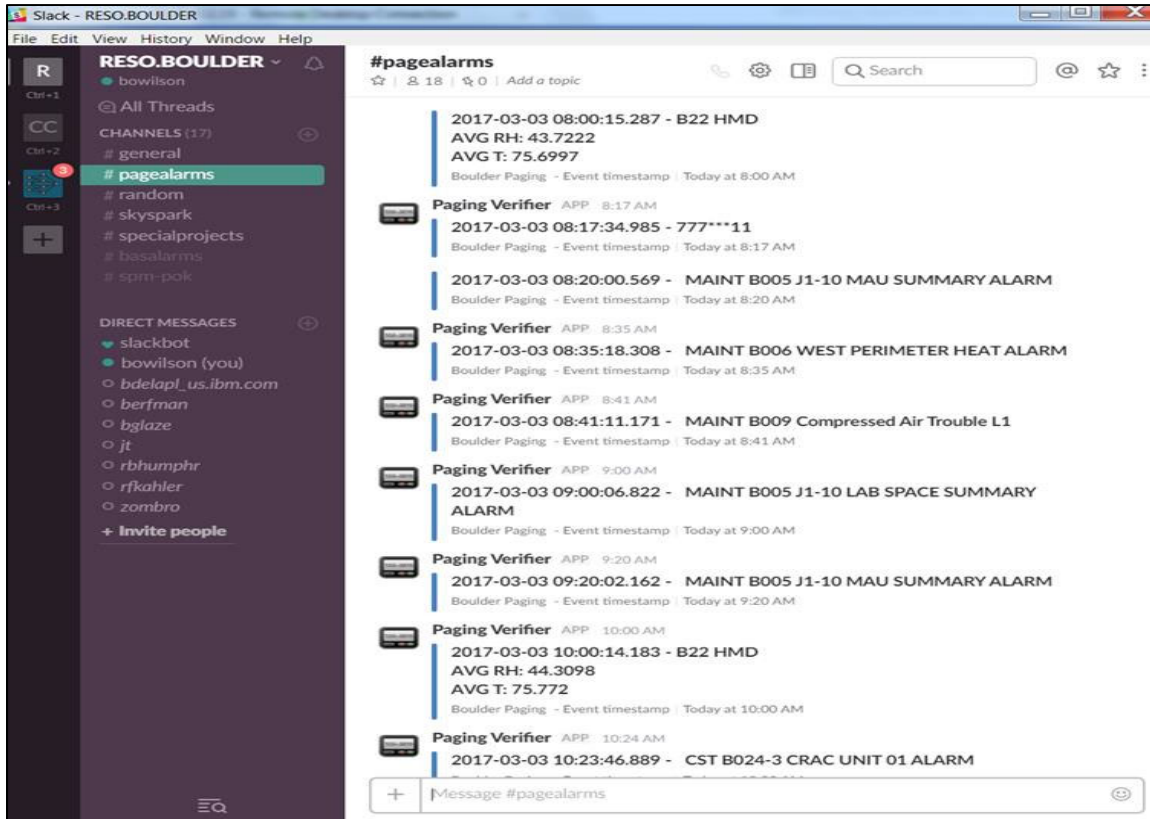 Slack - RESO.BOULDER
File Edit View History Window Help
R
Ctrl+1
CC
Ctrl+2
3
Ctrl+3
+
RESO.BOULDER
bowilson
All Threads
CHANNELS (17)
# general
# pagealarms
# random
# skyspark
# specialprojects
# basalarms
# spm-pok
DIRECT MESSAGES
slackbot
bowilson (you)
bdelapl_us.ibm.com
berfman
bglaze
jt
rbhumphr
rfkahler
zombro
+ Invite people
#pagealarms
18 | 0 | Add a topic
Search
2017-03-03 08:00:15.287 - B22 HMD
AVG RH: 43.7222
AVG T: 75.6997
Boulder Paging - Event timestamp | Today at 8:00 AM
Paging Verifier APP 8:17 AM
2017-03-03 08:17:34.985 - 777***11
Boulder Paging - Event timestamp | Today at 8:17 AM
2017-03-03 08:20:00.569 - MAINT B005 J1-10 MAU SUMMARY ALARM
Boulder Paging - Event timestamp | Today at 8:20 AM
Paging Verifier APP 8:35 AM
2017-03-03 08:35:18.308 - MAINT B006 WEST PERIMETER HEAT ALARM
Boulder Paging - Event timestamp | Today at 8:35 AM
Paging Verifier APP 8:41 AM
2017-03-03 08:41:11.171 - MAINT B009 Compressed Air Trouble L1
Boulder Paging - Event timestamp | Today at 8:41 AM
Paging Verifier APP 9:00 AM
2017-03-03 09:00:06.822 - MAINT B005 J1-10 LAB SPACE SUMMARY
ALARM
Boulder Paging - Event timestamp | Today at 9:00 AM
Paging Verifier APP 9:20 AM
2017-03-03 09:20:02.162 - MAINT B005 J1-10 MAU SUMMARY ALARM
Boulder Paging - Event timestamp | Today at 9:20 AM
Paging Verifier APP 10:00 AM
2017-03-03 10:00:14.183 - B22 HMD
AVG RH: 44.3098
AVG T: 75.772
Boulder Paging - Event timestamp | Today at 10:00 AM
Paging Verifier APP 10:24 AM
2017-03-03 10:23:46.889 - CST B024-3 CRAC UNIT 01 ALARM
Message #pagealarms